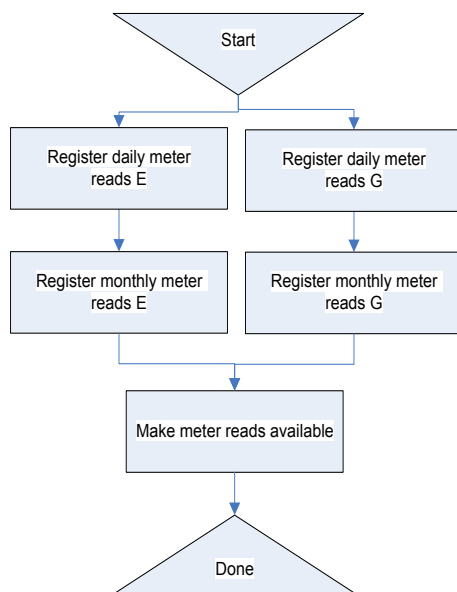 Start
Register daily meter
reads E
Register daily meter
reads G
Register monthly meter
reads E
Register monthly meter
reads G
Make meter reads available
Done